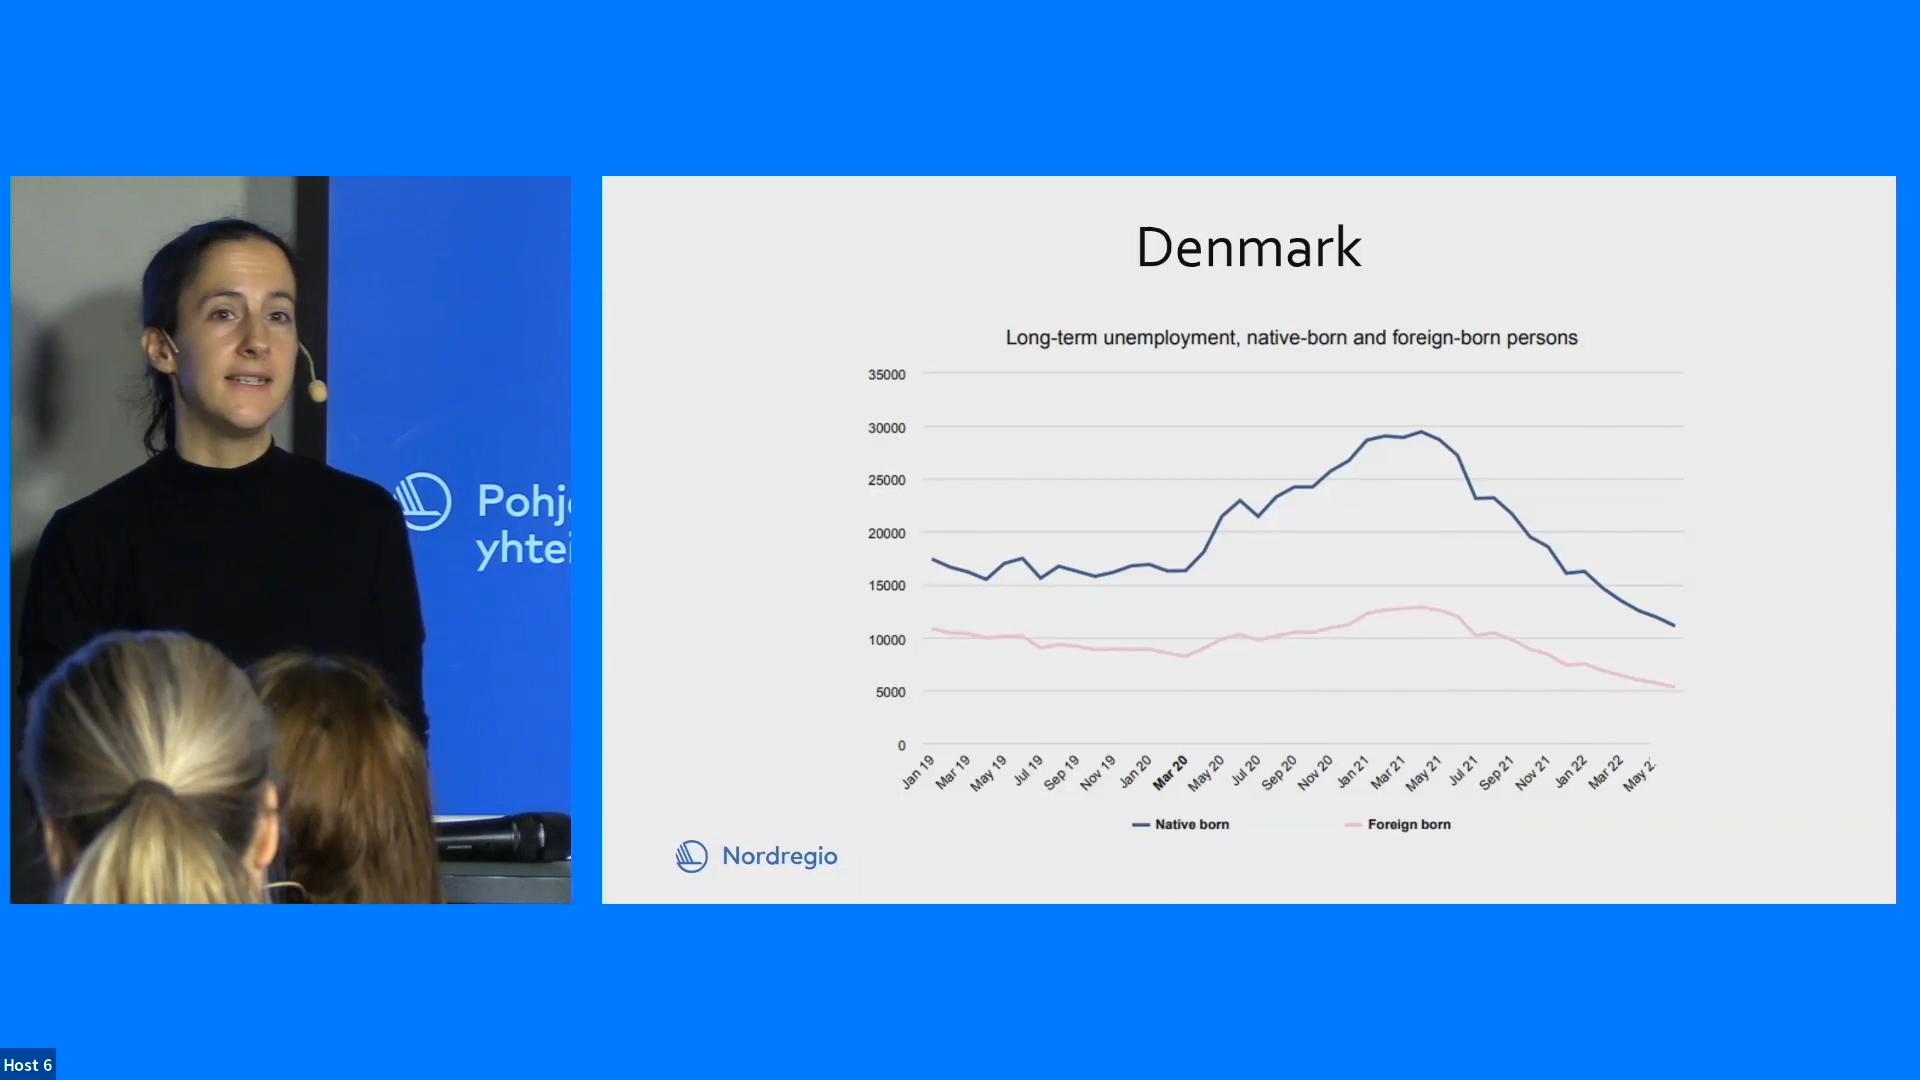 Pohj
yhtei
Denmark
Long-term unemployment, native-born and foreign-born persons
35000
30000
25000
20000
15000
10000
5000
0
Jan 19 Mar 19 May 19 Jul 19 Sep 19 Nov 19 Jan 20 Mar 20 May 20 Jul 20 Sep 20 Nov 20 Jan 21 Mar 21 May 21 Jul 21 Sep 21 Nov 21 Jan 22 Mar 22 May 2
Native born Foreign born
Nordregio
Host 6